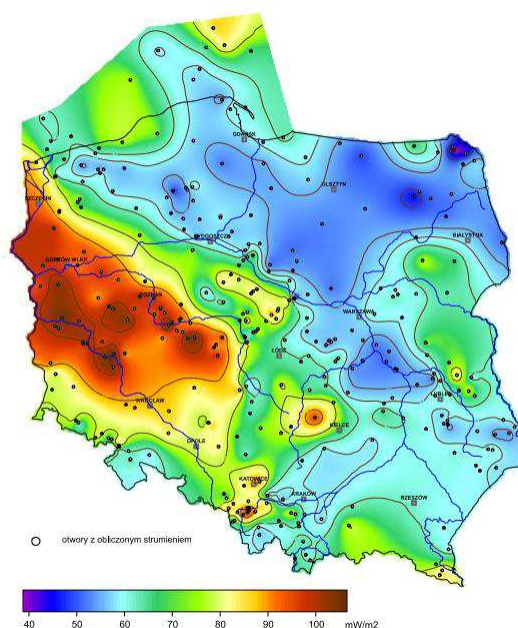 GDAŃSK
OLSZTYN
SZCZECIN
BYDGOSZCZ
BIAŁYSTOK
GORZÓW WLKP.
POZNAŃ
WARSZAWA
ŁÓDŹ
LUBLIN
WROCŁAW
OPOLE
KIELCE
KATOWICE
KRAKÓW
RZESZÓW
otwory z obliczonym strumieniem
40 50 60 70 80 90 100 mW/m2